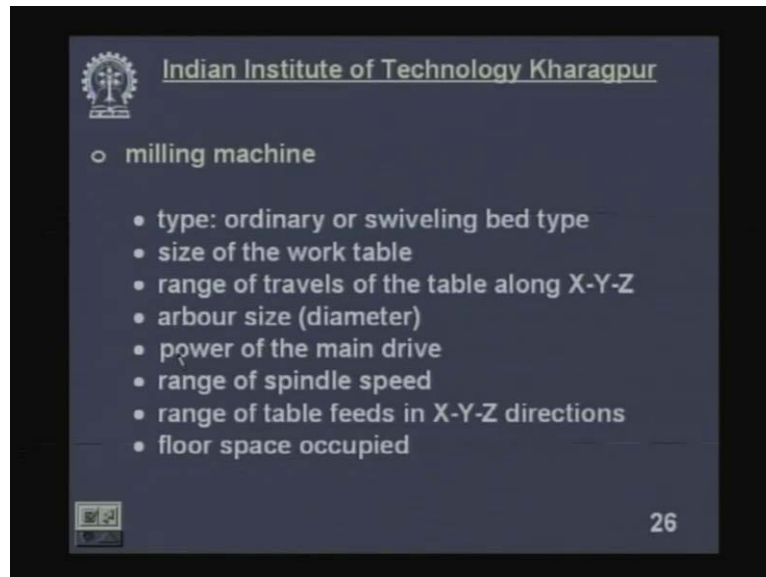 Indian Institute of Technology Kharagpur
o milling machine
• type: ordinary or swiveling bed type
• size of the work table
• range of travels of the table along X-Y-Z
• arbour size (diameter)
• power of the main drive
• range of spindle speed
• range of table feeds in X-Y-Z directions
• floor space occupied
26